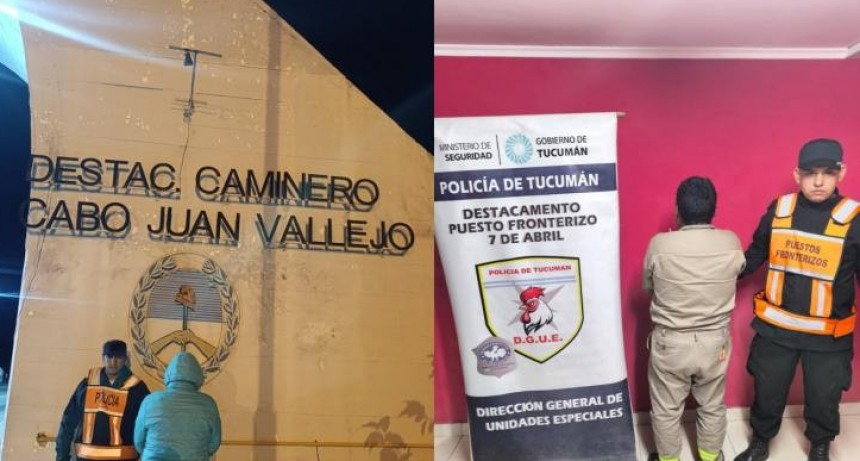 DESTAC. CAMINERO
CABO JUAN VALLEJO
POLICIA
MINISTERIO DE
SEGURIDAD
GOBIERNO DE
TUCUMÁN
POLICÍA DE TUCUMÁN
DESTACAMENTO
PUESTO FRONTERIZO
7 DE ABRIL
POLICIA DE TUCUMAN
D.G.U.E.
DIRECCIÓN GENERAL DE
UNIDADES ESPECIALES
PUESTOS
FRONTERIZOS